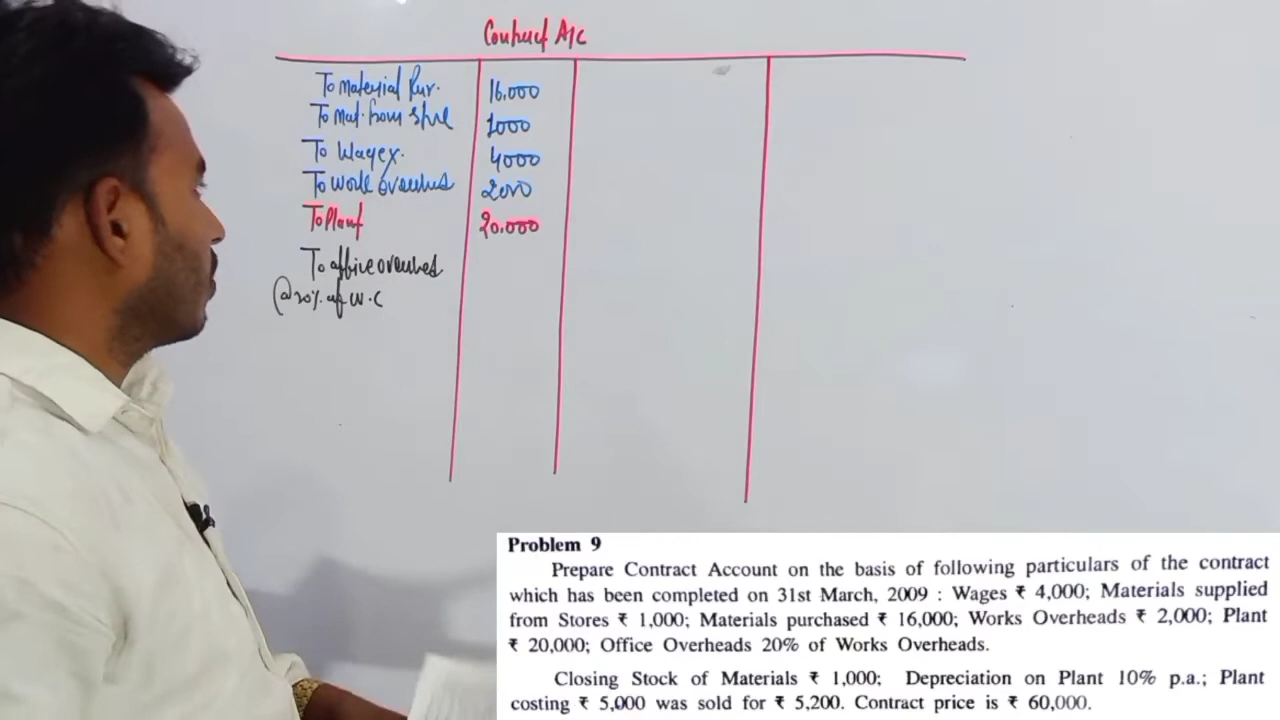 Contract A/c
To Material Pur. 16,000
To Mat. from store 1000
To Wages. 4000
To Work overheads 2000
To Plant 20,000
To office overheads
@20% of W.C
Problem 9
Prepare Contract Account on the basis of following particulars of the contract
which has been completed on 31st March, 2009 : Wages ₹ 4,000; Materials supplied
from Stores ₹ 1,000; Materials purchased ₹ 16,000; Works Overheads ₹ 2,000; Plant
₹ 20,000; Office Overheads 20% of Works Overheads.
Closing Stock of Materials ₹ 1,000; Depreciation on Plant 10% p.a.; Plant
costing ₹ 5,000 was sold for ₹ 5,200. Contract price is ₹ 60,000.